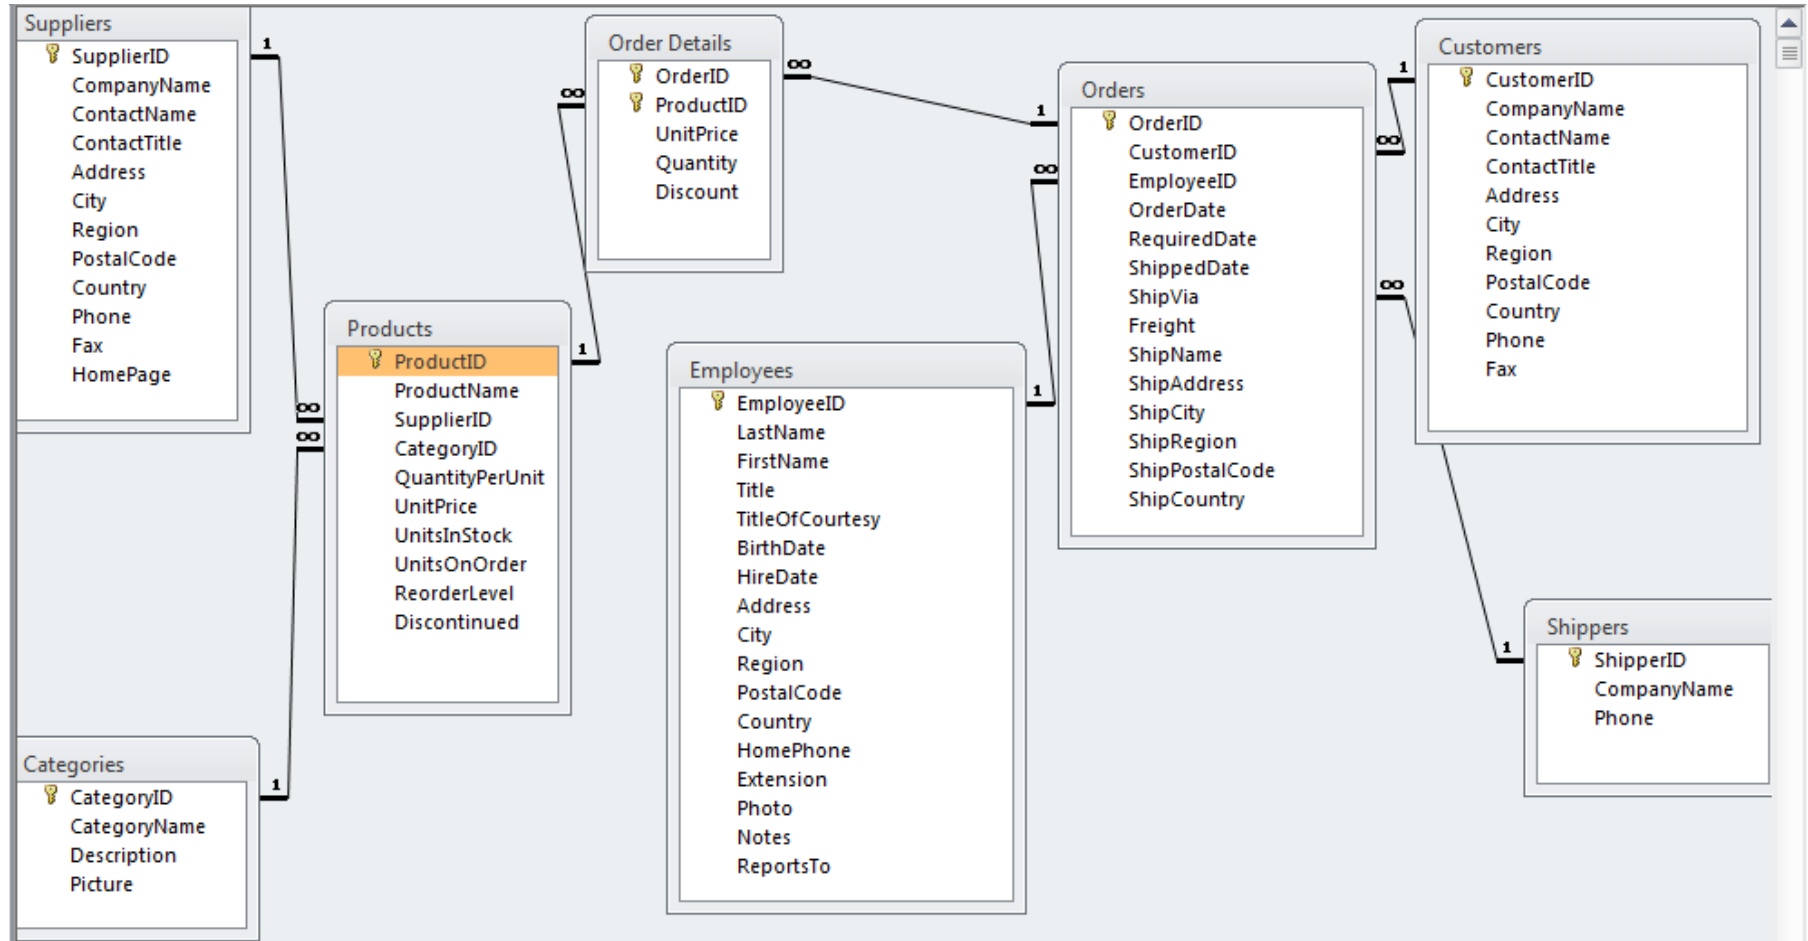 Suppliers
SupplierID
CompanyName
ContactName
ContactTitle
Address
City
Region
PostalCode
Country
Phone
Fax
HomePage
1
∞
Categories
CategoryID
CategoryName
Description
Picture
1
∞
Products
ProductID
ProductName
SupplierID
CategoryID
QuantityPerUnit
UnitPrice
UnitsInStock
UnitsOnOrder
ReorderLevel
Discontinued
1
∞
Order Details
OrderID
ProductID
UnitPrice
Quantity
Discount
∞
1
Employees
EmployeeID
LastName
FirstName
Title
TitleOfCourtesy
BirthDate
HireDate
Address
City
Region
PostalCode
Country
HomePhone
Extension
Photo
Notes
ReportsTo
1
∞
Orders
OrderID
CustomerID
EmployeeID
OrderDate
RequiredDate
ShippedDate
ShipVia
Freight
ShipName
ShipAddress
ShipCity
ShipRegion
ShipPostalCode
ShipCountry
∞
1
Customers
CustomerID
CompanyName
ContactName
ContactTitle
Address
City
Region
PostalCode
Country
Phone
Fax
∞
1
Shippers
ShipperID
CompanyName
Phone